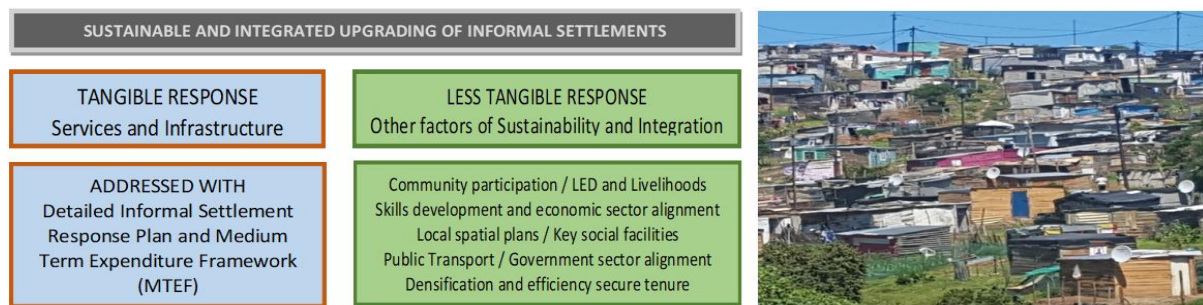 SUSTAINABLE AND INTEGRATED UPGRADING OF INFORMAL SETTLEMENTS
TANGIBLE RESPONSE
Services and Infrastructure
ADDRESSED WITH
Detailed Informal Settlement
Response Plan and Medium
Term Expenditure Framework
(MTEF)
LESS TANGIBLE RESPONSE
Other factors of Sustainability and Integration
Community participation / LED and Livelihoods
Skills development and economic sector alignment
Local spatial plans / Key social facilities
Public Transport / Government sector alignment
Densification and efficiency secure tenure